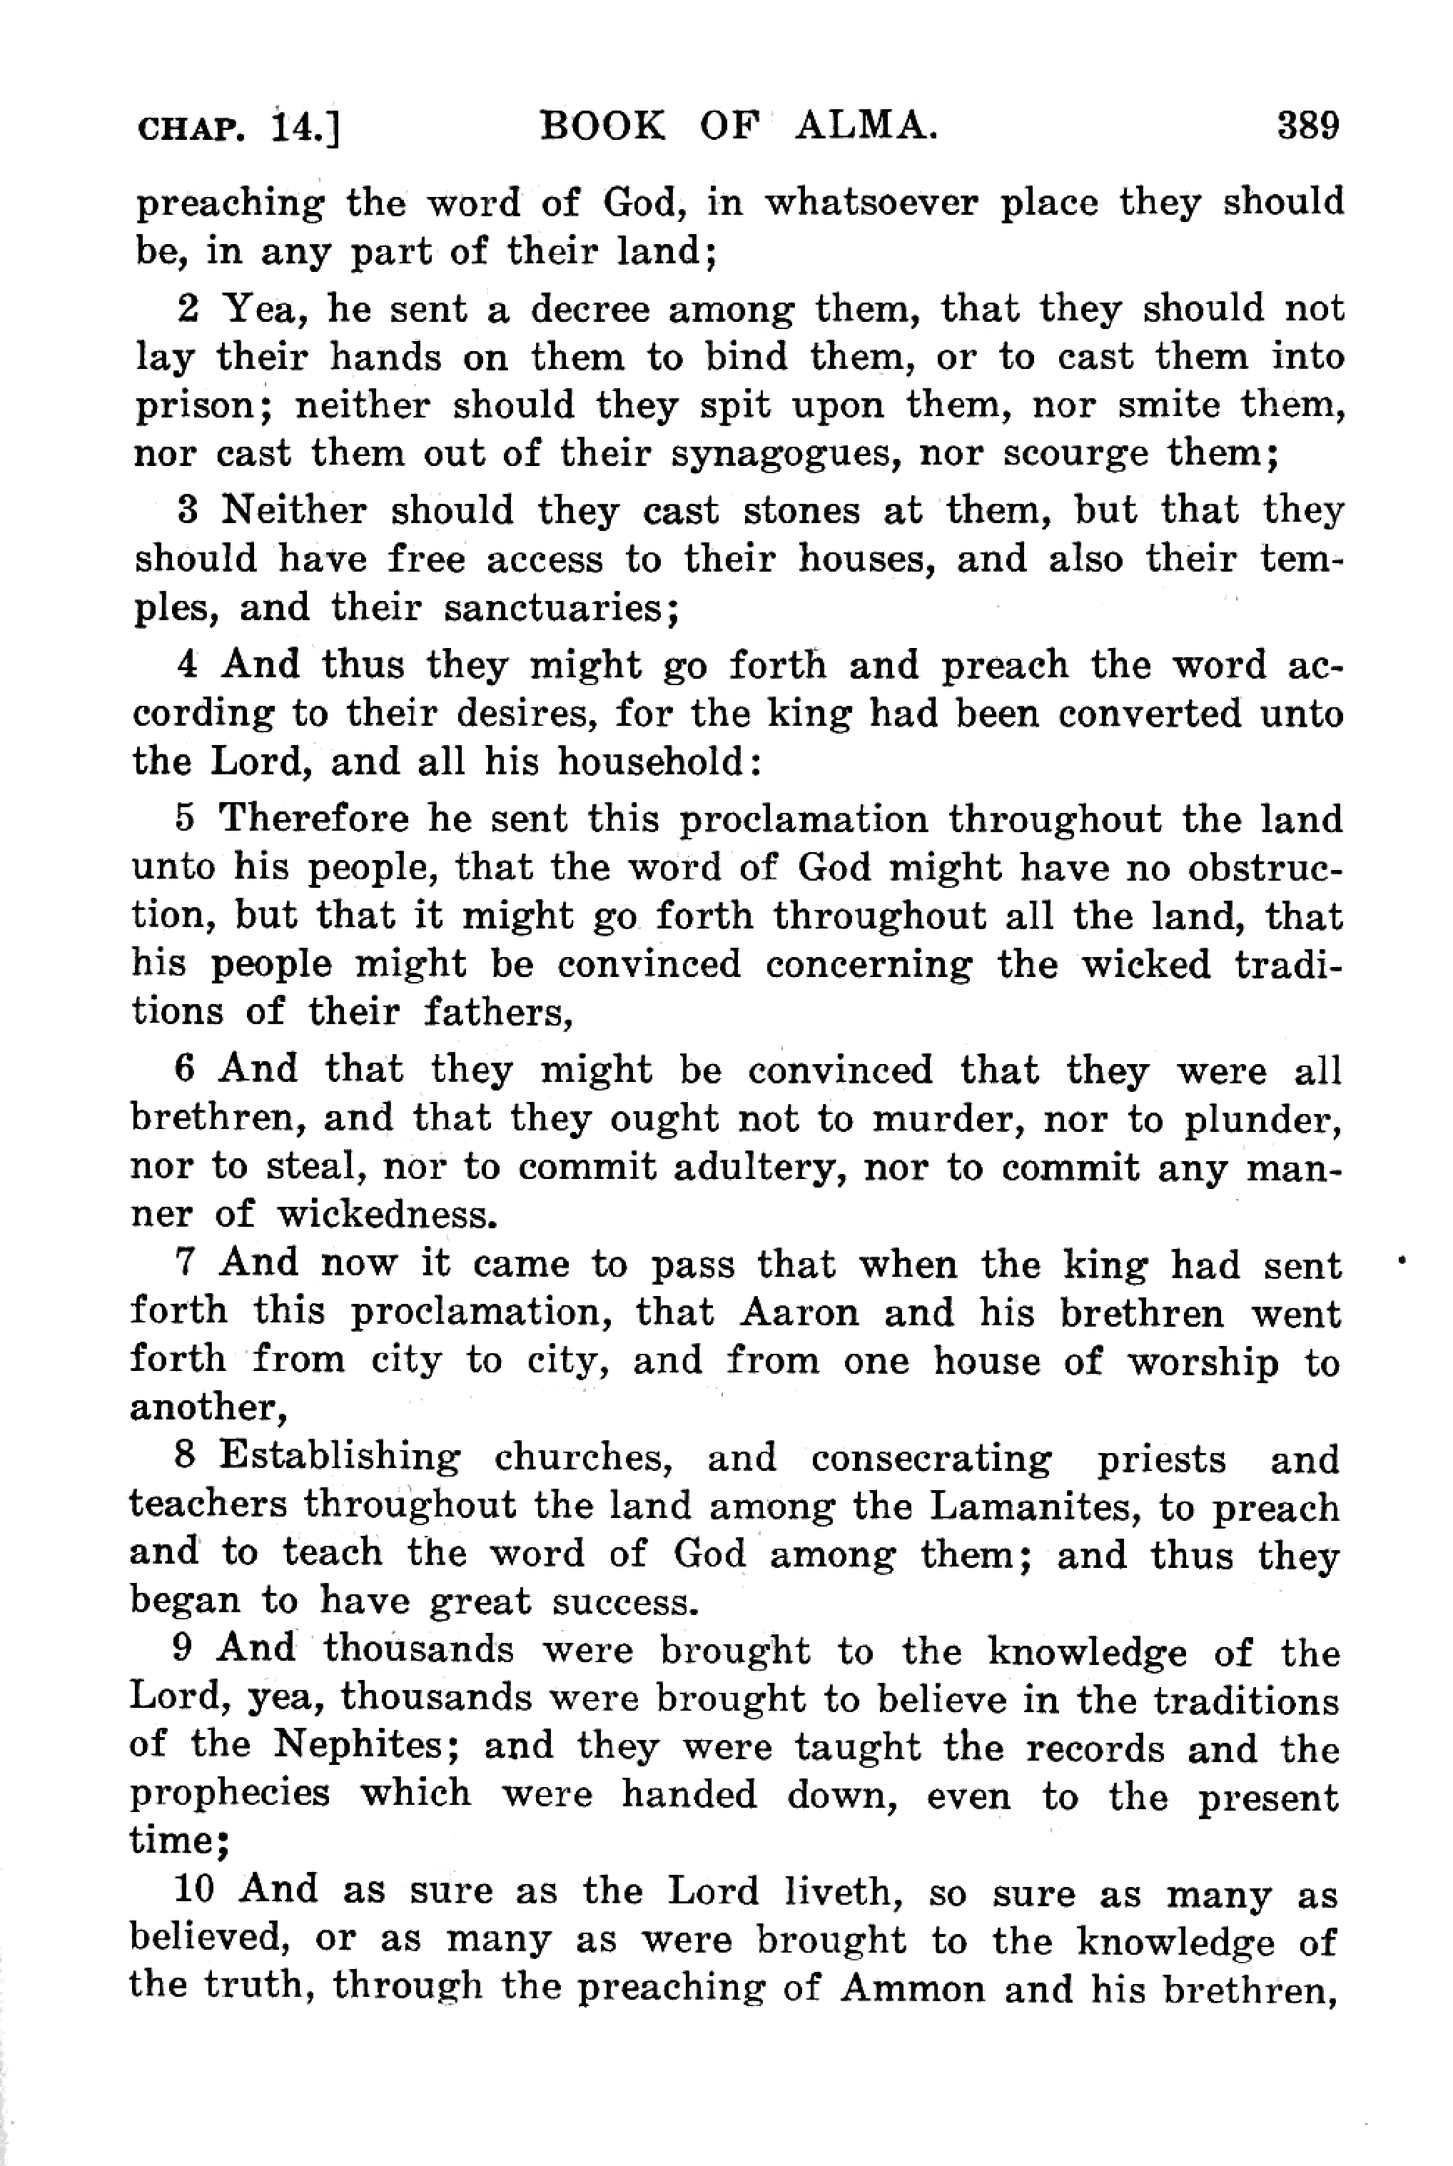 CHAP. 14.] BOOK OF ALMA. 389
preaching the word of God, in whatsoever place they should
be, in any part of their land;
2 Yea, he sent a decree among them, that they should not
lay their hands on them to bind them, or to cast them into
prison; neither should they spit upon them, nor smite them,
nor cast them out of their synagogues, nor scourge them;
3 Neither should they cast stones at them, but that they
should have free access to their houses, and also their tem-
ples, and their sanctuaries;
4 And thus they might go forth and preach the word ac-
cording to their desires, for the king had been converted unto
the Lord, and all his household:
5 Therefore he sent this proclamation throughout the land
unto his people, that the word of God might have no obstruc-
tion, but that it might go forth throughout all the land, that
his people might be convinced concerning the wicked tradi-
tions of their fathers,
6 And that they might be convinced that they were all
brethren, and that they ought not to murder, nor to plunder,
nor to steal, nor to commit adultery, nor to commit any man-
ner of wickedness.
7 And now it came to pass that when the king had sent
forth this proclamation, that Aaron and his brethren went
forth from city to city, and from one house of worship to
another,
8 Establishing churches, and consecrating priests and
teachers throughout the land among the Lamanites, to preach
and to teach the word of God among them; and thus they
began to have great success.
9 And thousands were brought to the knowledge of the
Lord, yea, thousands were brought to believe in the traditions
of the Nephites; and they were taught the records and the
prophecies which were handed down, even to the present
time;
10 And as sure as the Lord liveth, so sure as many as
believed, or as many as were brought to the knowledge of
the truth, through the preaching of Ammon and his brethren,